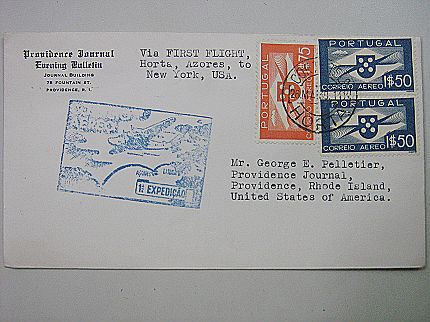 Providence Journal
Evening Bulletin
JOURNAL BUILDING
75 FOUNTAIN ST.
PROVIDENCE, R. I.
Via FIRST FLIGHT,
Horta, Azores, to
New York, USA.
75
PORTUGAL
CORREIO AEREO 1$50
PORTUGAL
CORREIO AEREO 1$50
HORTA
1ª EXPEDIÇÃO
Mr. George E. Pelletier,
Providence Journal,
Providence, Rhode Island,
United States of America.